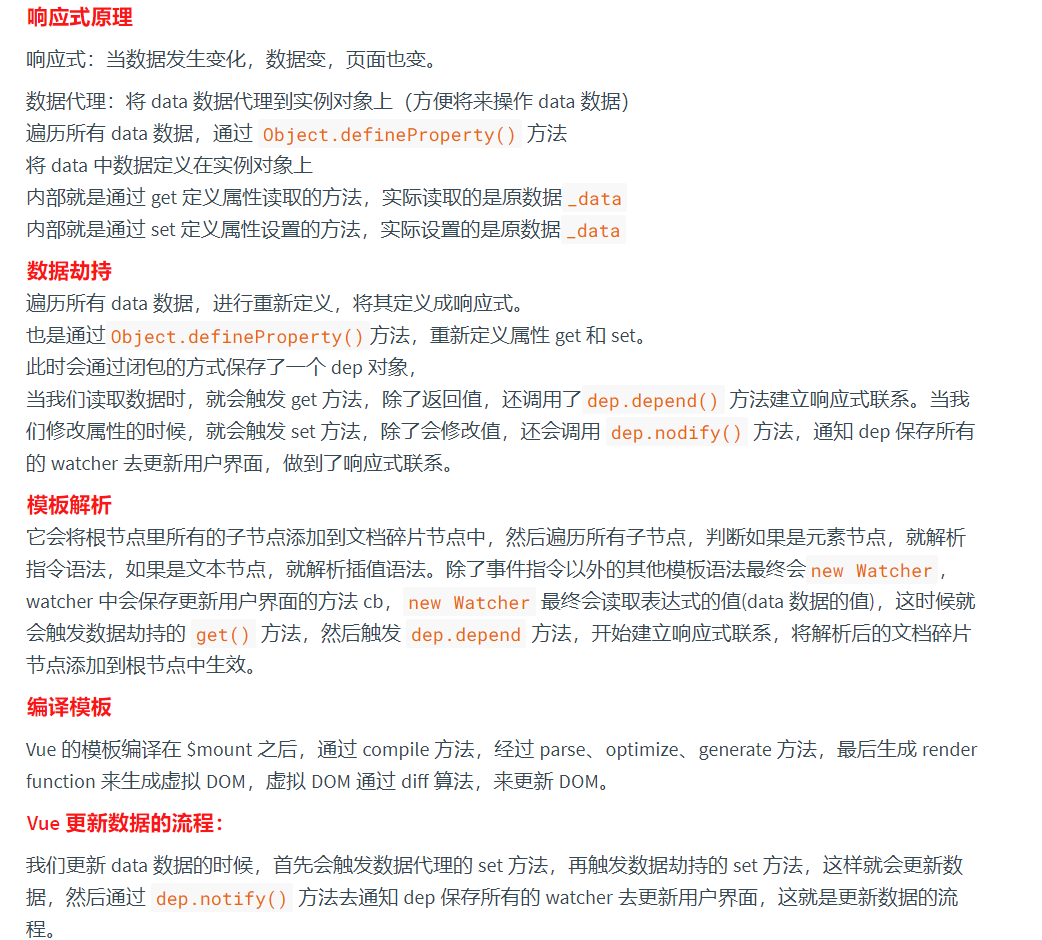 响应式原理
响应式：当数据发生变化，数据变，页面也变。
数据代理：将 data 数据代理到实例对象上（方便将来操作 data 数据）
遍历所有 data 数据，通过 Object.defineProperty() 方法
将 data 中数据定义在实例对象上
内部就是通过 get 定义属性读取的方法，实际读取的是原数据 _data
内部就是通过 set 定义属性设置的方法，实际设置的是原数据 _data
数据劫持
遍历所有 data 数据，进行重新定义，将其定义成响应式。
也是通过 Object.defineProperty() 方法，重新定义属性 get 和 set。
此时会通过闭包的方式保存了一个 dep 对象，
当我们读取数据时，就会触发 get 方法，除了返回值，还调用了 dep.depend() 方法建立响应式联系。当我
们修改属性的时候，就会触发 set 方法，除了会修改值，还会调用 dep.nodify() 方法，通知 dep 保存所有
的 watcher 去更新用户界面，做到了响应式联系。
模板解析
它会将根节点里所有的子节点添加到文档碎片节点中，然后遍历所有子节点，判断如果是元素节点，就解析
指令语法，如果是文本节点，就解析插值语法。除了事件指令以外的其他模板语法最终会 new Watcher ，
watcher 中会保存更新用户界面的方法 cb， new Watcher 最终会读取表达式的值(data 数据的值)，这时候就
会触发数据劫持的 get() 方法，然后触发 dep.depend 方法，开始建立响应式联系，将解析后的文档碎片
节点添加到根节点中生效。
编译模板
Vue 的模板编译在 $mount 之后，通过 compile 方法，经过 parse、optimize、generate 方法，最后生成 render
function 来生成虚拟 DOM，虚拟 DOM 通过 diff 算法，来更新 DOM。
Vue 更新数据的流程：
我们更新 data 数据的时候，首先会触发数据代理的 set 方法，再触发数据劫持的 set 方法，这样就会更新数
据，然后通过 dep.notify() 方法去通知 dep 保存所有的 watcher 去更新用户界面，这就是更新数据的流
程。